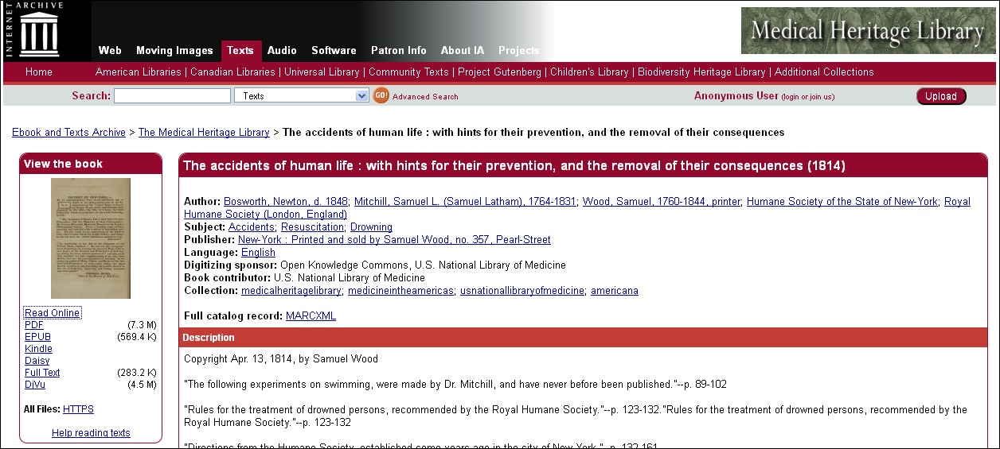 INTERNET ARCHIVE
Medical Heritage Library
Web Moving Images Texts Audio Software Patron Info About IA Projects
Home American Libraries | Canadian Libraries | Universal Library | Community Texts | Project Gutenberg | Children's Library | Biodiversity Heritage Library | Additional Collections
Search: Texts GO! Advanced Search Anonymous User (login or join us) Upload
Ebook and Texts Archive > The Medical Heritage Library > The accidents of human life : with hints for their prevention, and the removal of their consequences
View the book
Read Online
PDF (7.3 M)
EPUB (569.4 K)
Kindle
Daisy
Full Text (283.2 K)
DjVu (4.5 M)
All Files: HTTPS
Help reading texts
The accidents of human life : with hints for their prevention, and the removal of their consequences (1814)
Author: Bosworth, Newton, d. 1848; Mitchill, Samuel L. (Samuel Latham), 1764-1831; Wood, Samuel, 1760-1844, printer; Humane Society of the State of New-York; Royal
Humane Society (London, England)
Subject: Accidents; Resuscitation; Drowning
Publisher: New-York : Printed and sold by Samuel Wood, no. 357, Pearl-Street
Language: English
Digitizing sponsor: Open Knowledge Commons, U.S. National Library of Medicine
Book contributor: U.S. National Library of Medicine
Collection: medicalheritagelibrary; medicineintheamericas; usnationallibraryofmedicine; americana
Full catalog record: MARCXML
Description
Copyright Apr. 13, 1814, by Samuel Wood
"The following experiments on swimming, were made by Dr. Mitchill, and have never before been published."--p. 89-102
"Rules for the treatment of drowned persons, recommended by the Royal Humane Society."--p. 123-132."Rules for the treatment of drowned persons, recommended by the
Royal Humane Society."--p. 123-132
"Directions from the Humane Society, established some years ago in the city of New York."--p. 132-161